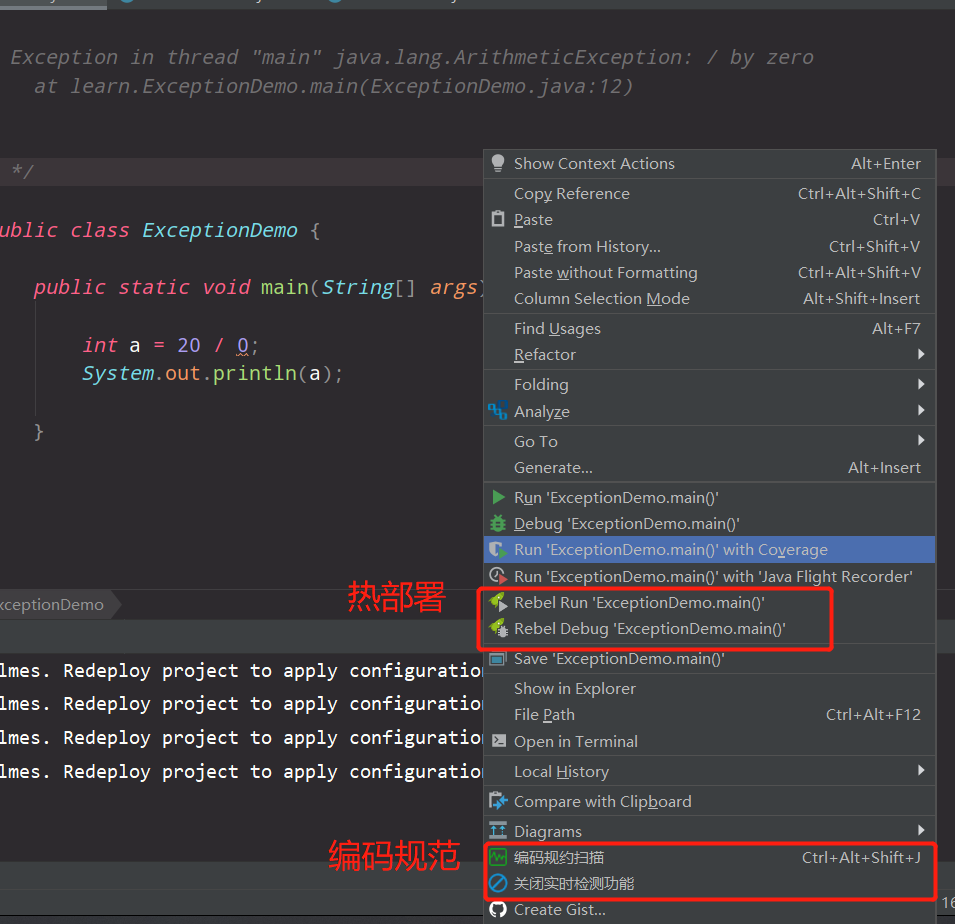 Exception in thread "main" java.lang.ArithmeticException: / by zero
at learn.ExceptionDemo.main(ExceptionDemo.java:12)
*/
ublic class ExceptionDemo {
public static void main(String[] args)
int a = 20 / 0;
System.out.println(a);
}
Show Context Actions Alt+Enter
Copy Reference Ctrl+Alt+Shift+C
Paste Ctrl+V
Paste from History... Ctrl+Shift+V
Paste without Formatting Ctrl+Alt+Shift+V
Column Selection Mode Alt+Shift+Insert
Find Usages Alt+F7
Refactor
Folding
Analyze
Go To
Generate... Alt+Insert
Run 'ExceptionDemo.main()'
Debug 'ExceptionDemo.main()'
Run 'ExceptionDemo.main()' with Coverage
Run 'ExceptionDemo.main()' with 'Java Flight Recorder'
热部署
Rebel Run 'ExceptionDemo.main()'
Rebel Debug 'ExceptionDemo.main()'
Save 'ExceptionDemo.main()'
Show in Explorer
File Path Ctrl+Alt+F12
Open in Terminal
Local History
Compare with Clipboard
Diagrams
编码规范
编码规约扫描 Ctrl+Alt+Shift+J
关闭实时检测功能
Create Gist...
xceptionDemo
lmes. Redeploy project to apply configuration
lmes. Redeploy project to apply configuration
lmes. Redeploy project to apply configuration
lmes. Redeploy project to apply configuration
16